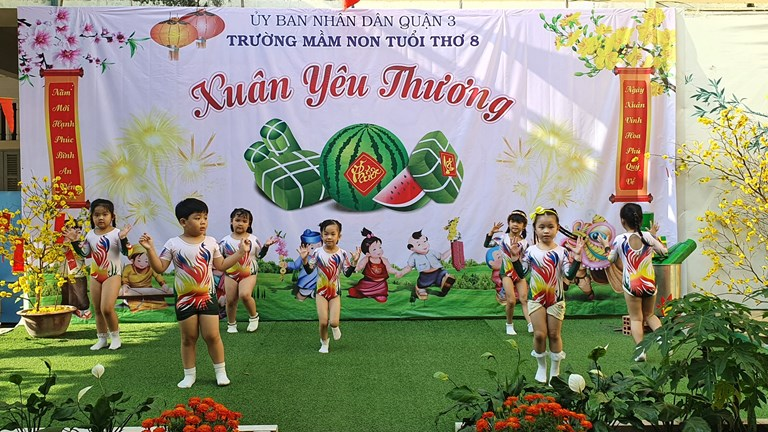 ỦY BAN NHÂN DÂN QUẬN 3
TRƯỜNG MẦM NON TUỔI THƠ 8
Xuân Yêu Thương
Năm
Mới
Hạnh
Phúc
Bình
An
Ngày
Xuân
Vinh
Hoa
Phú
Quý
Về